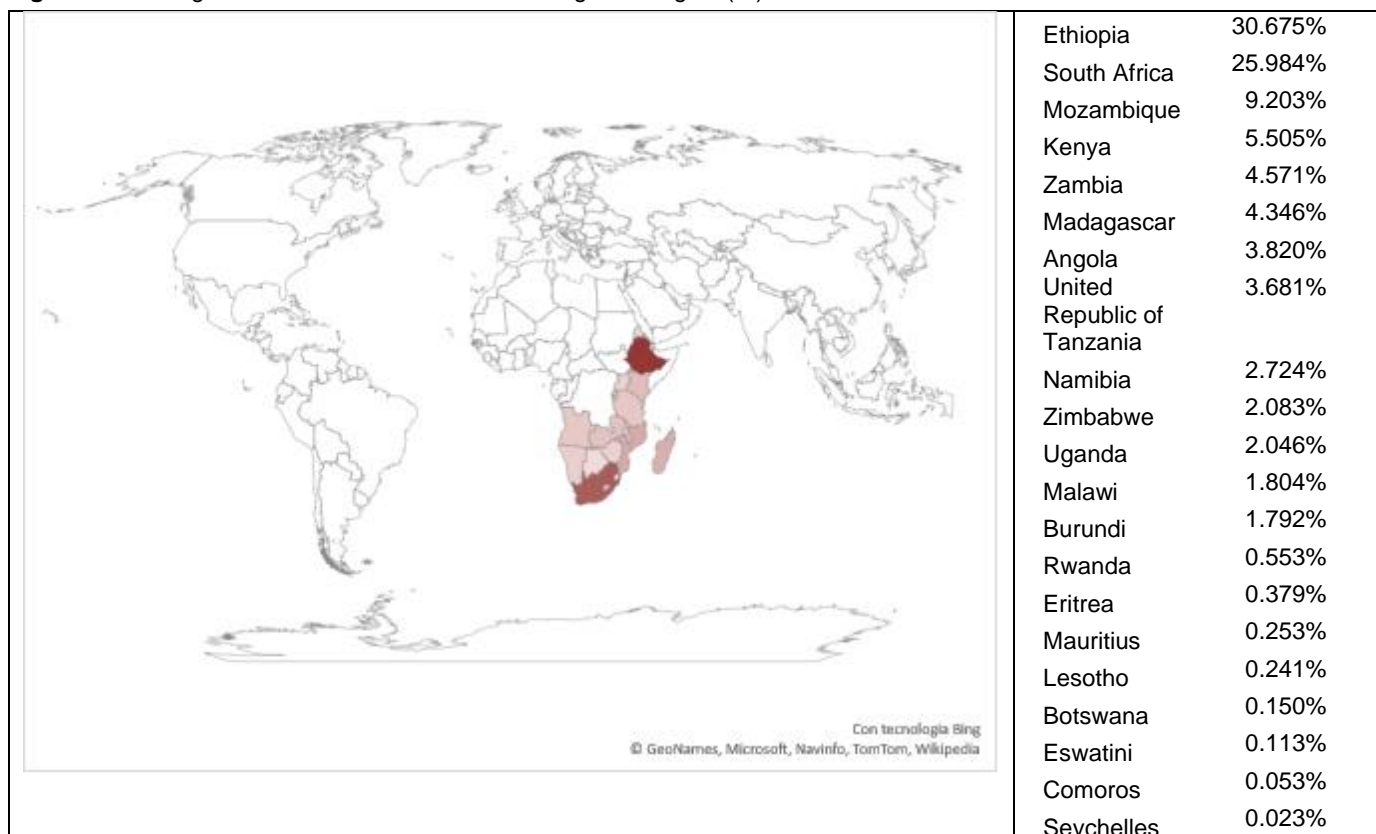 Ethiopia 30.675%
South Africa 25.984%
Mozambique 9.203%
Kenya 5.505%
Zambia 4.571%
Madagascar 4.346%
Angola 3.820%
United 3.681%
Republic of
Tanzania
Namibia 2.724%
Zimbabwe 2.083%
Uganda 2.046%
Malawi 1.804%
Burundi 1.792%
Rwanda 0.553%
Eritrea 0.379%
Mauritius 0.253%
Lesotho 0.241%
Botswana 0.150%
Eswatini 0.113%
Comoros 0.053%
Seychelles 0.023%
Con tecnologia Bing
© GeoNames, Microsoft, Navinfo, TomTom, Wikipedia